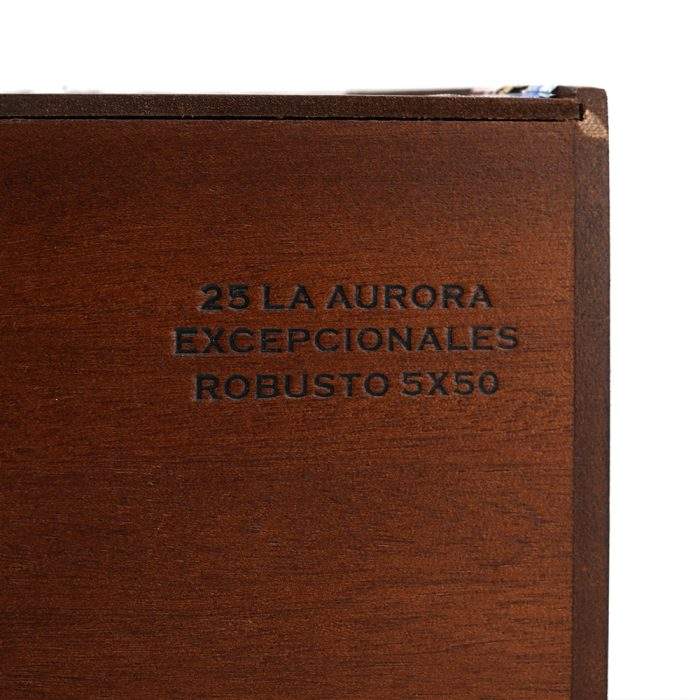 25 LA AURORA
EXCEPCIONALES
ROBUSTO 5X50